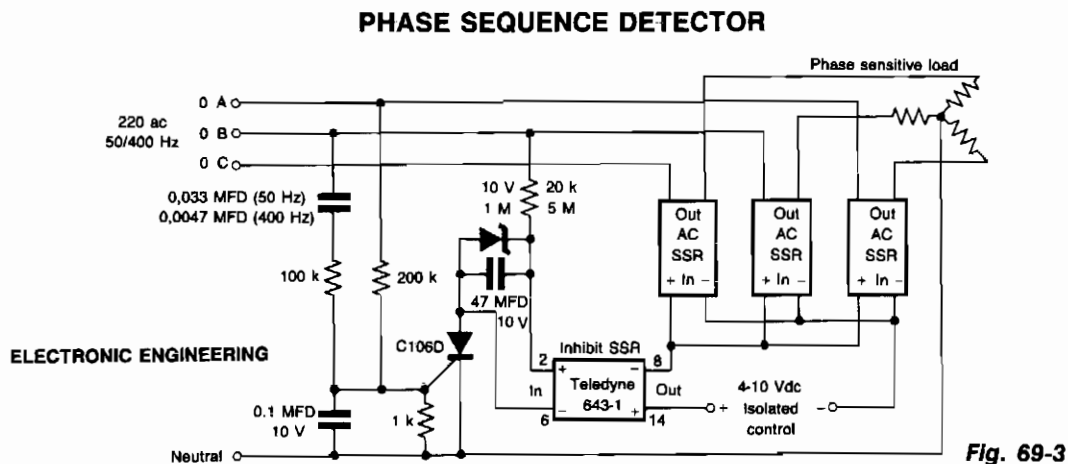 PHASE SEQUENCE DETECTOR
Phase sensitive load
0 A
220 ac
50/400 Hz
0 B
0 C
0,033 MFD (50 Hz)
0,0047 MFD (400 Hz)
10 V
1 M
20 k
5 M
Out
AC
SSR
+ In -
Out
AC
SSR
+ In -
Out
AC
SSR
+ In -
100 k
200 k
47 MFD
10 V
ELECTRONIC ENGINEERING
C106D
Inhibit SSR
2
8
+
-
In
Teledyne
643-1
Out
-
+
6
14
4-10 Vdc
+
Isolated
-
control
0.1 MFD
10 V
1 k
Neutral
Fig. 69-3